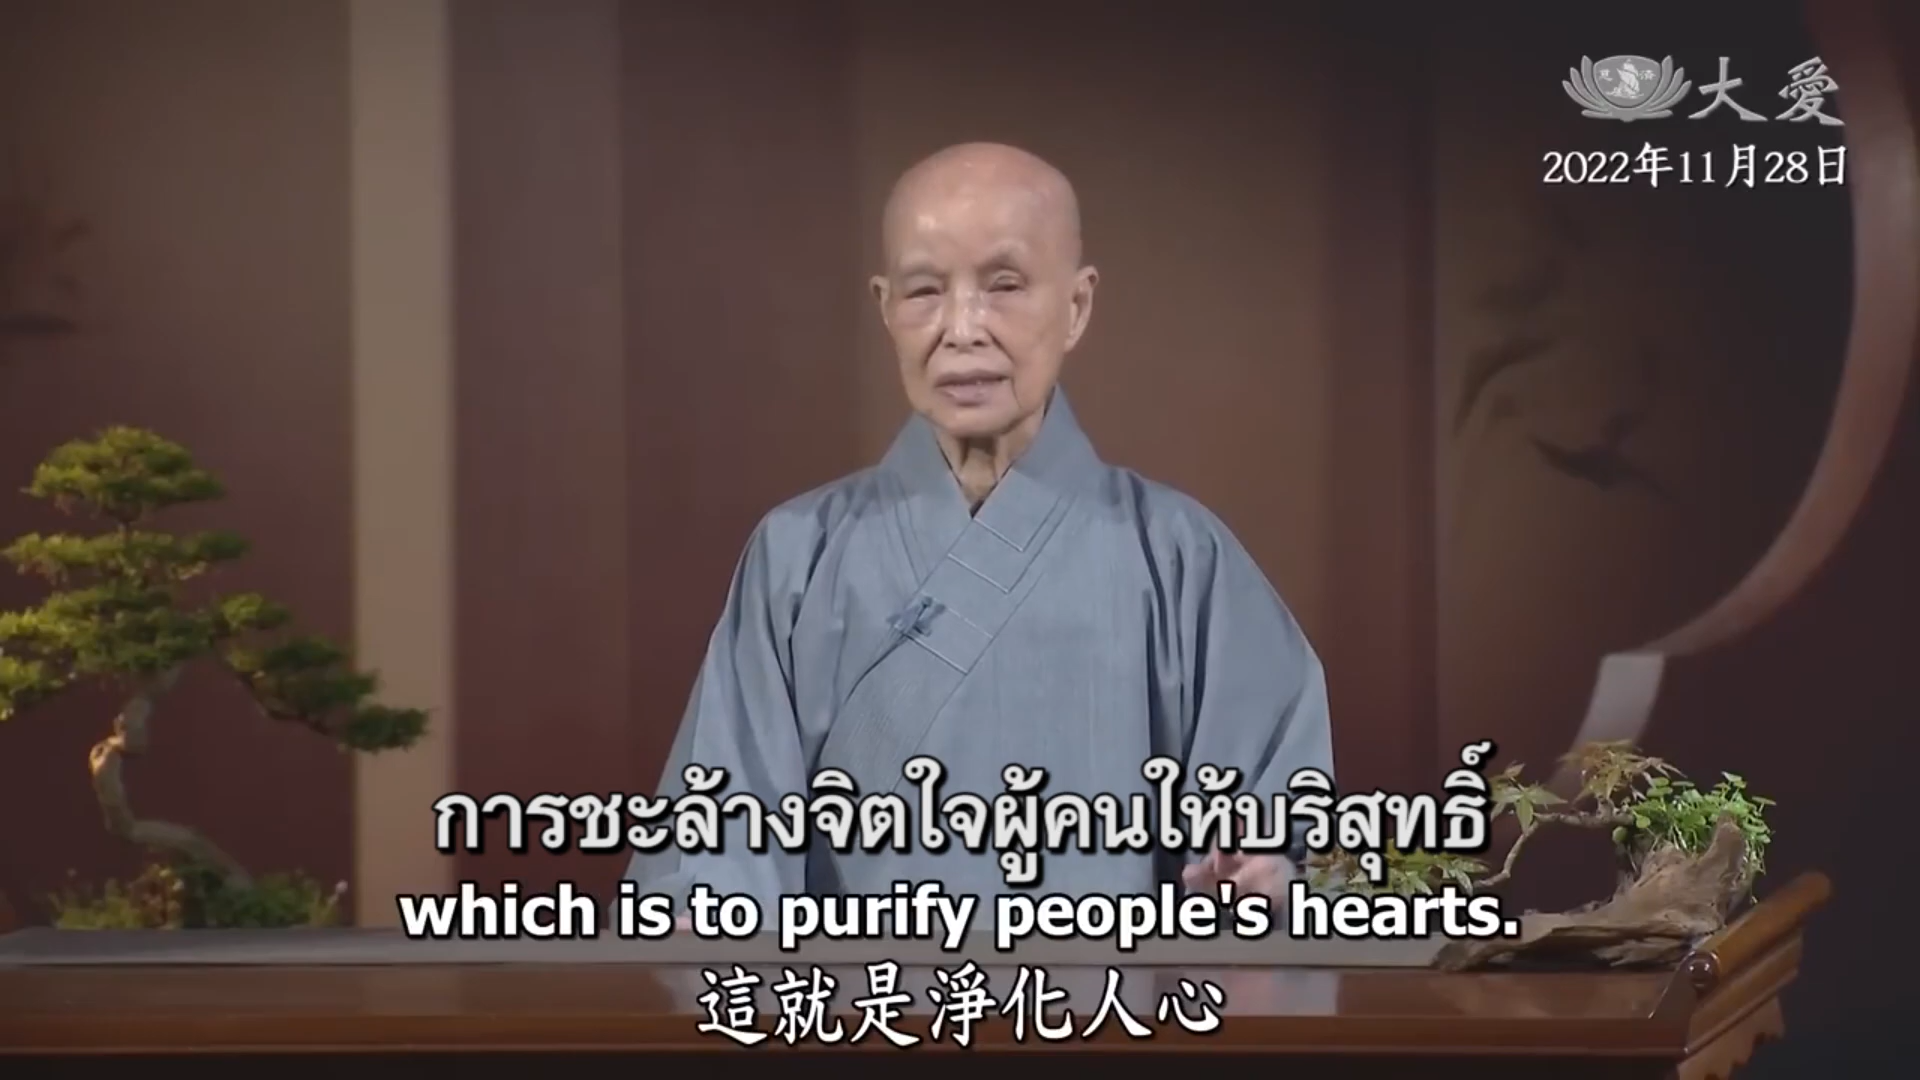 慈濟
大愛
2022年11月28日
การชะล้างจิตใจผู้คนให้บริสุทธิ์
which is to purify people's hearts.
這就是淨化人心